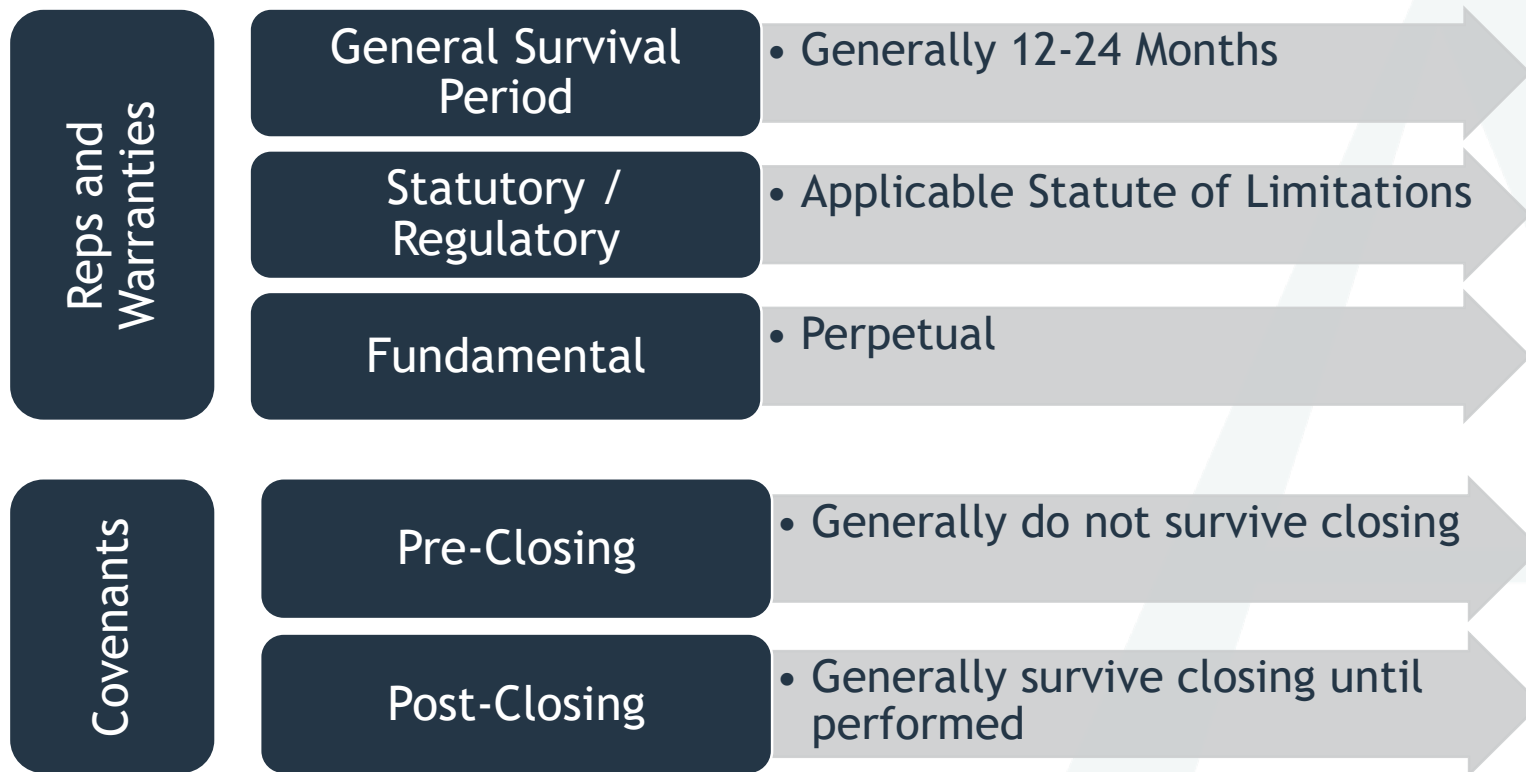 Reps and
Warranties
General Survival
Period
• Generally 12-24 Months
Statutory /
Regulatory
• Applicable Statute of Limitations
Fundamental
• Perpetual
Covenants
Pre-Closing
• Generally do not survive closing
Post-Closing
• Generally survive closing until
performed